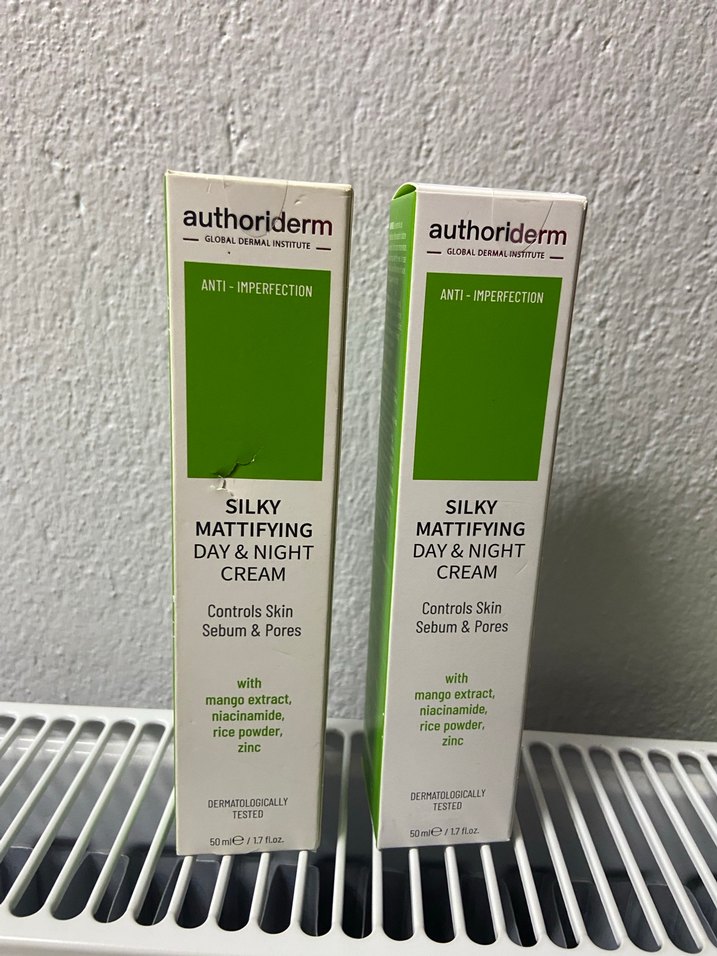 authoriderm
GLOBAL DERMAL INSTITUTE
ANTI - IMPERFECTION
SILKY
MATTIFYING
DAY & NIGHT
CREAM
Controls Skin
Sebum & Pores
with
mango extract,
niacinamide,
rice powder,
zinc
DERMATOLOGICALLY
TESTED
50 ml℮ / 1.7 fl.oz.
authoriderm
GLOBAL DERMAL INSTITUTE
ANTI - IMPERFECTION
SILKY
MATTIFYING
DAY & NIGHT
CREAM
Controls Skin
Sebum & Pores
with
mango extract,
niacinamide,
rice powder,
zinc
DERMATOLOGICALLY
TESTED
50 ml℮ / 1.7 fl.oz.